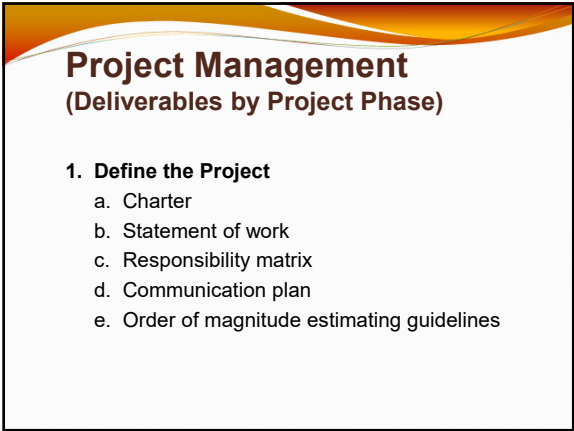 Project Management
(Deliverables by Project Phase)
1. Define the Project
a. Charter
b. Statement of work
c. Responsibility matrix
d. Communication plan
e. Order of magnitude estimating guidelines